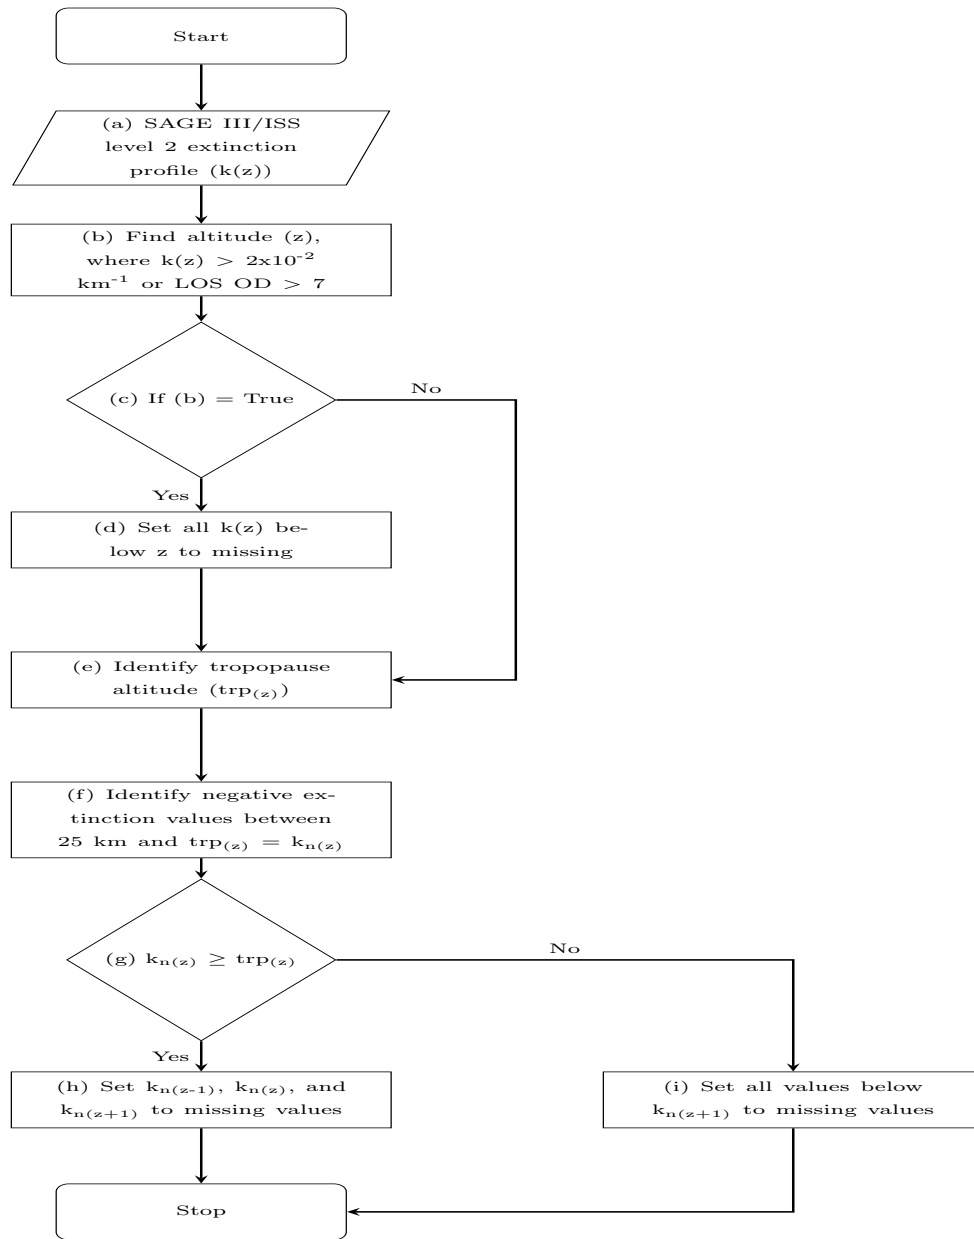 Start
(a) SAGE III/ISS
level 2 extinction
profile (k(z))
(b) Find altitude (z),
where k(z) > 2x10⁻²
km⁻¹ or LOS OD > 7
(c) If (b) = True
No
Yes
(d) Set all k(z) be-
low z to missing
(e) Identify tropopause
altitude (trp₍z₎)
(f) Identify negative ex-
tinction values between
25 km and trp₍z₎ = kₙ₍z₎
(g) kₙ₍z₎ ≥ trp₍z₎
No
Yes
(h) Set kₙ₍z₋₁₎, kₙ₍z₎, and
kₙ₍z₊₁₎ to missing values
(i) Set all values below
kₙ₍z₊₁₎ to missing values
Stop